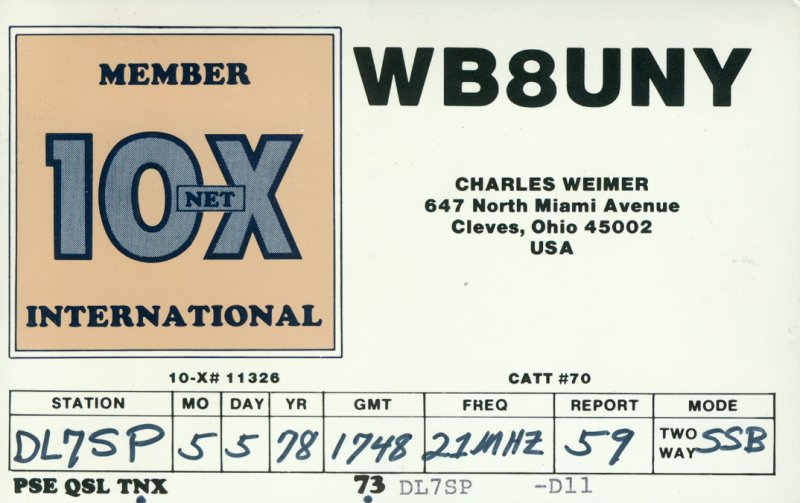 MEMBER
10-X
NET
INTERNATIONAL
WB8UNY
CHARLES WEIMER
647 North Miami Avenue
Cleves, Ohio 45002
USA
10-X# 11326
CATT #70
STATION MO DAY YR GMT FREQ REPORT MODE
DL7SP 5 5 78 1748 21MHZ 59 TWO WAY SSB
PSE QSL TNX 73 DL7SP -D11